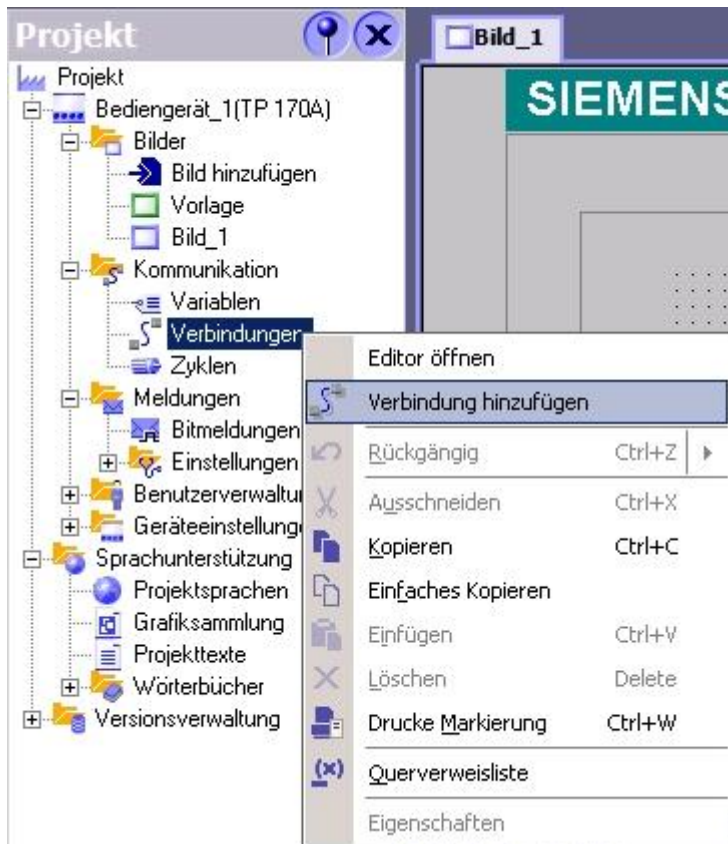 Projekt
Bild_1
Projekt
SIEMENS
Bediengerät_1(TP 170A)
Bilder
Bild hinzufügen
Vorlage
Bild_1
Kommunikation
Variablen
Verbindungen
Zyklen
Meldungen
Bitmeldungen
Einstellungen
Benutzerverwaltu
Geräteeinstellung
Sprachunterstützung
Projektsprachen
Grafiksammlung
Projekttexte
Wörterbücher
Versionsverwaltung
Editor öffnen
Verbindung hinzufügen
Rückgängig Ctrl+Z
Ausschneiden Ctrl+X
Kopieren Ctrl+C
Einfaches Kopieren
Einfügen Ctrl+V
Löschen Delete
Drucke Markierung Ctrl+W
Querverweisliste
Eigenschaften